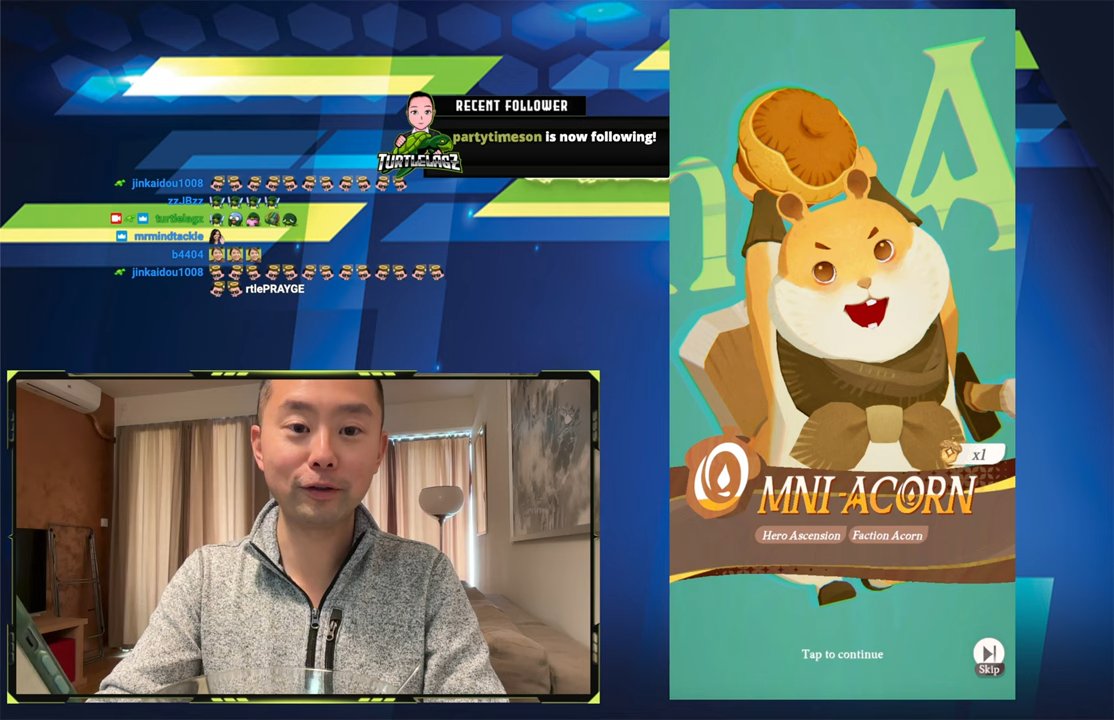 RECENT FOLLOWER
partytimeson is now following!
TURTLELAGZ
jinkaidou1008
zzJBzz
turtlelagz
mrmindtackle
b4404
jinkaidou1008
rtlePRAYGE
A
n
x1
OMNI-ACORN
Hero Ascension
Faction Acorn
Tap to continue
Skip